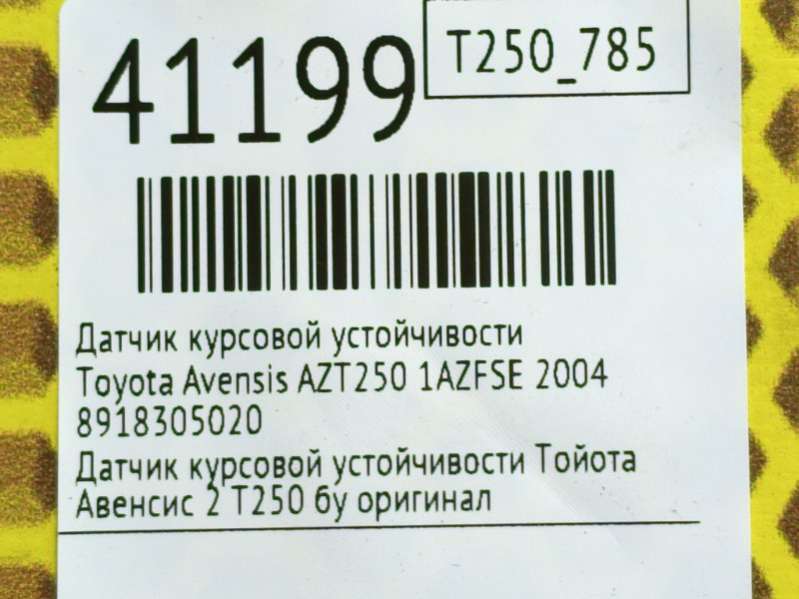 41199
T250_785
Датчик курсовой устойчивости
Toyota Avensis AZT250 1AZFSE 2004
8918305020
Датчик курсовой устойчивости Тойота
Авенсис 2 Т250 бу оригинал